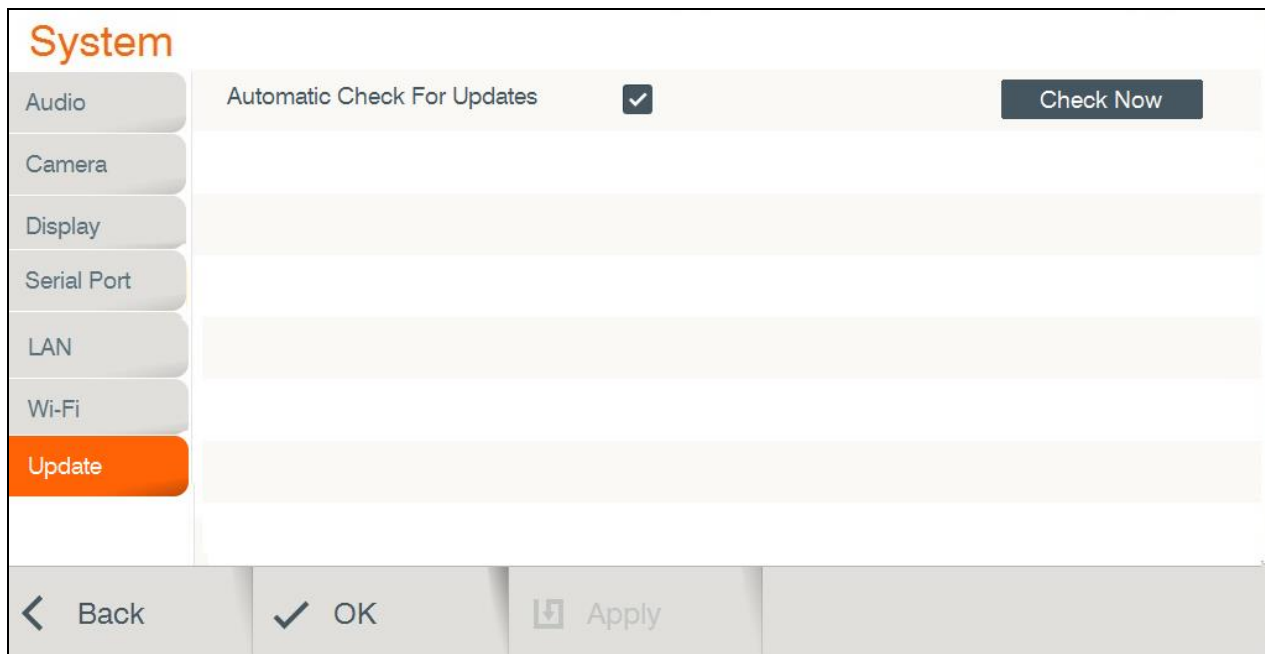 System
Audio
Automatic Check For Updates
Check Now
Camera
Display
Serial Port
LAN
Wi-Fi
Update
Back
OK
Apply